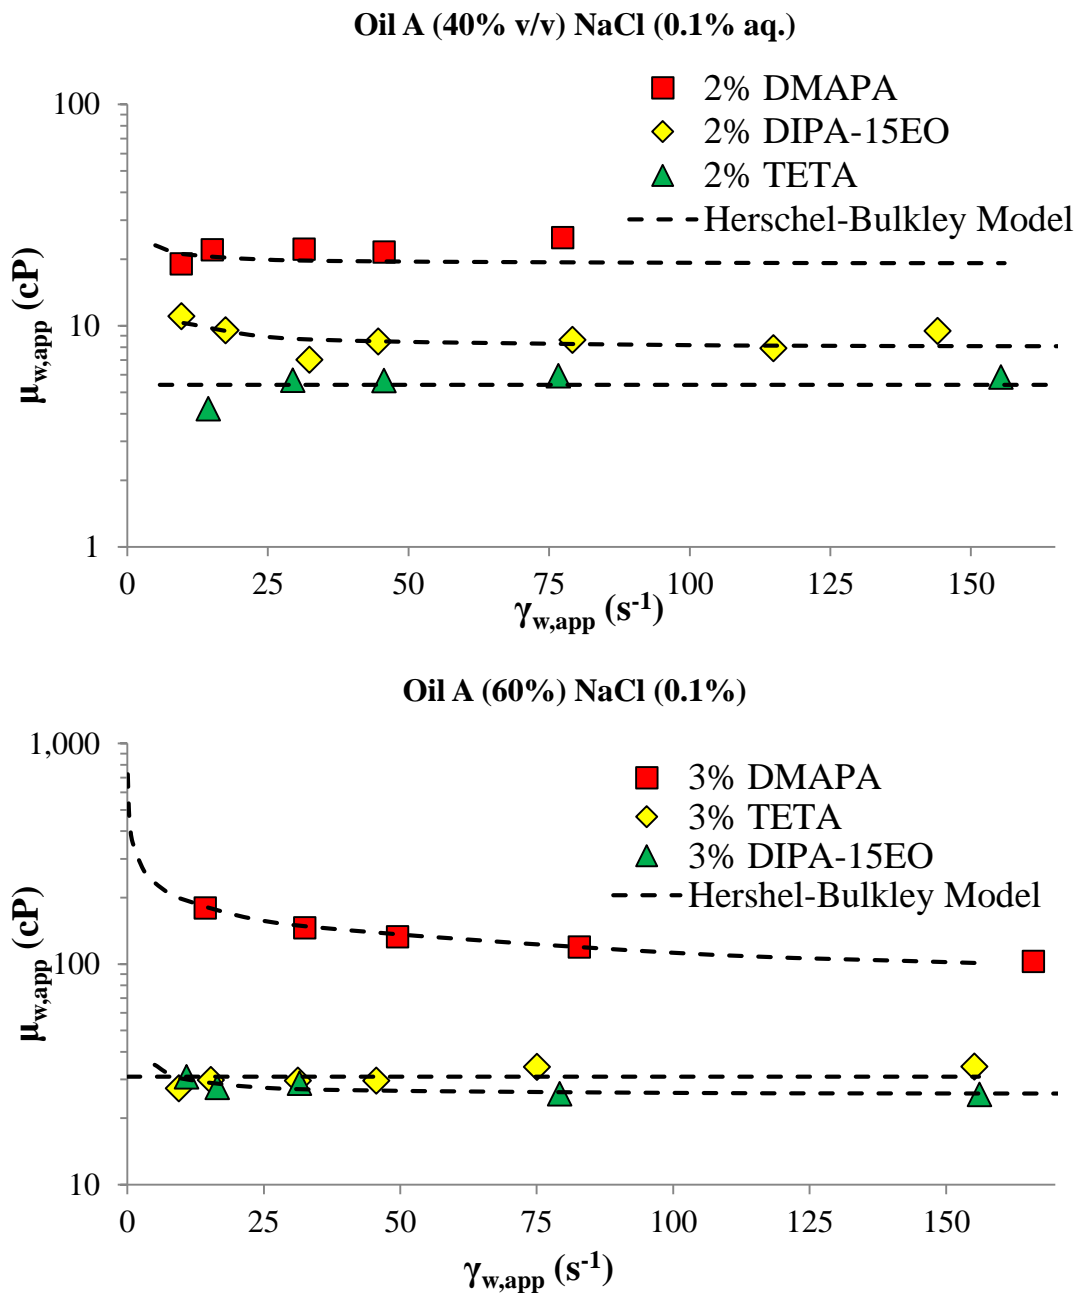 Oil A (40% v/v) NaCl (0.1% aq.)
2% DMAPA
2% DIPA-15EO
2% TETA
Herschel-Bulkley Model
100
10
1
μw,app (cP)
0 25 50 75 100 125 150
γw,app (s-1)
Oil A (60%) NaCl (0.1%)
3% DMAPA
3% TETA
3% DIPA-15EO
Hershel-Bulkley Model
1,000
100
10
μw,app (cP)
0 25 50 75 100 125 150
γw,app (s-1)